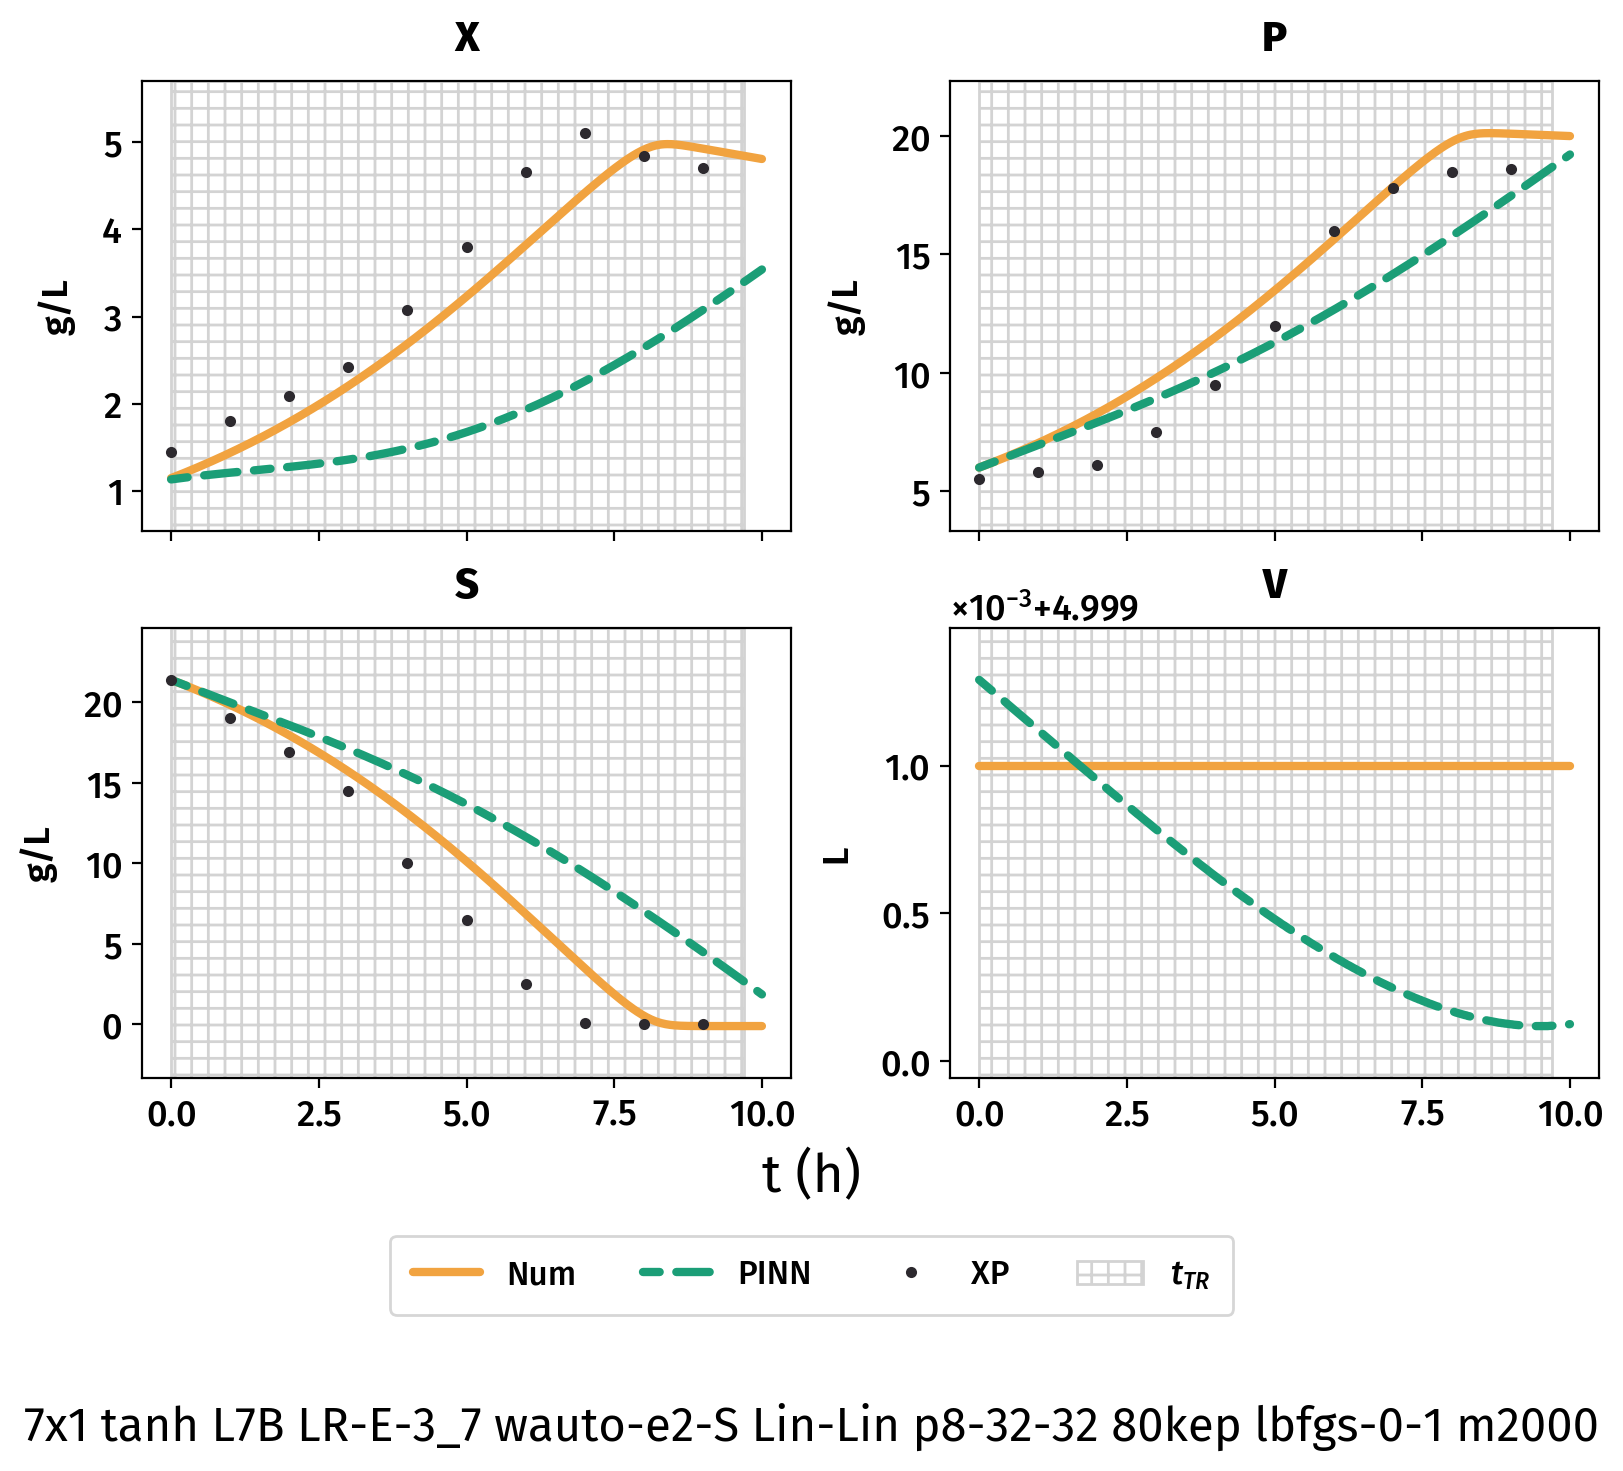 X
P
g/L
5
4
3
2
1
g/L
20
15
10
5
S
V
×10⁻³+4.999
g/L
20
15
10
5
0
L
1.0
0.5
0.0
0.0 2.5 5.0 7.5 10.0
0.0 2.5 5.0 7.5 10.0
t (h)
Num PINN XP t_TR
7x1 tanh L7B LR-E-3_7 wauto-e2-S Lin-Lin p8-32-32 80kep lbfgs-0-1 m2000